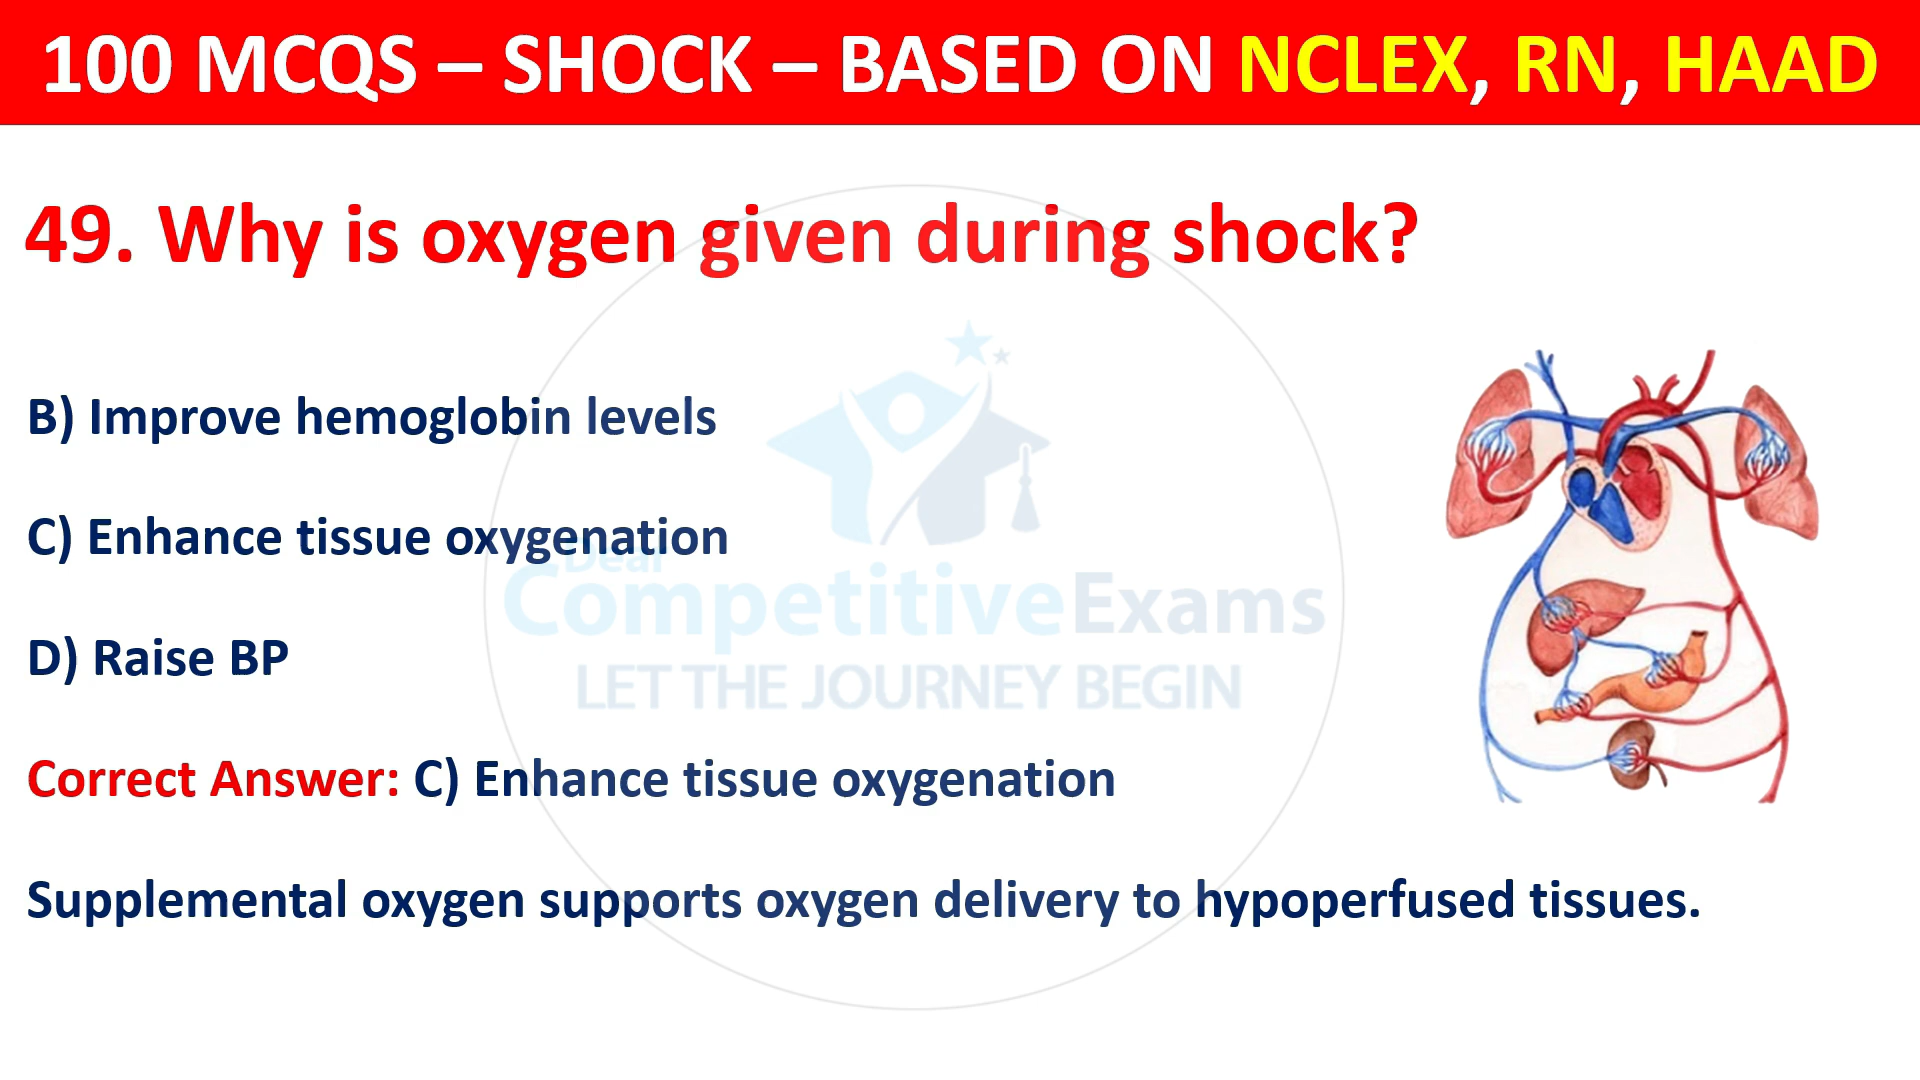 100 MCQS – SHOCK – BASED ON NCLEX, RN, HAAD
49. Why is oxygen given during shock?
B) Improve hemoglobin levels
C) Enhance tissue oxygenation
Dear
CompetitiveExams
D) Raise BP
LET THE JOURNEY BEGIN
Correct Answer: C) Enhance tissue oxygenation
Supplemental oxygen supports oxygen delivery to hypoperfused tissues.